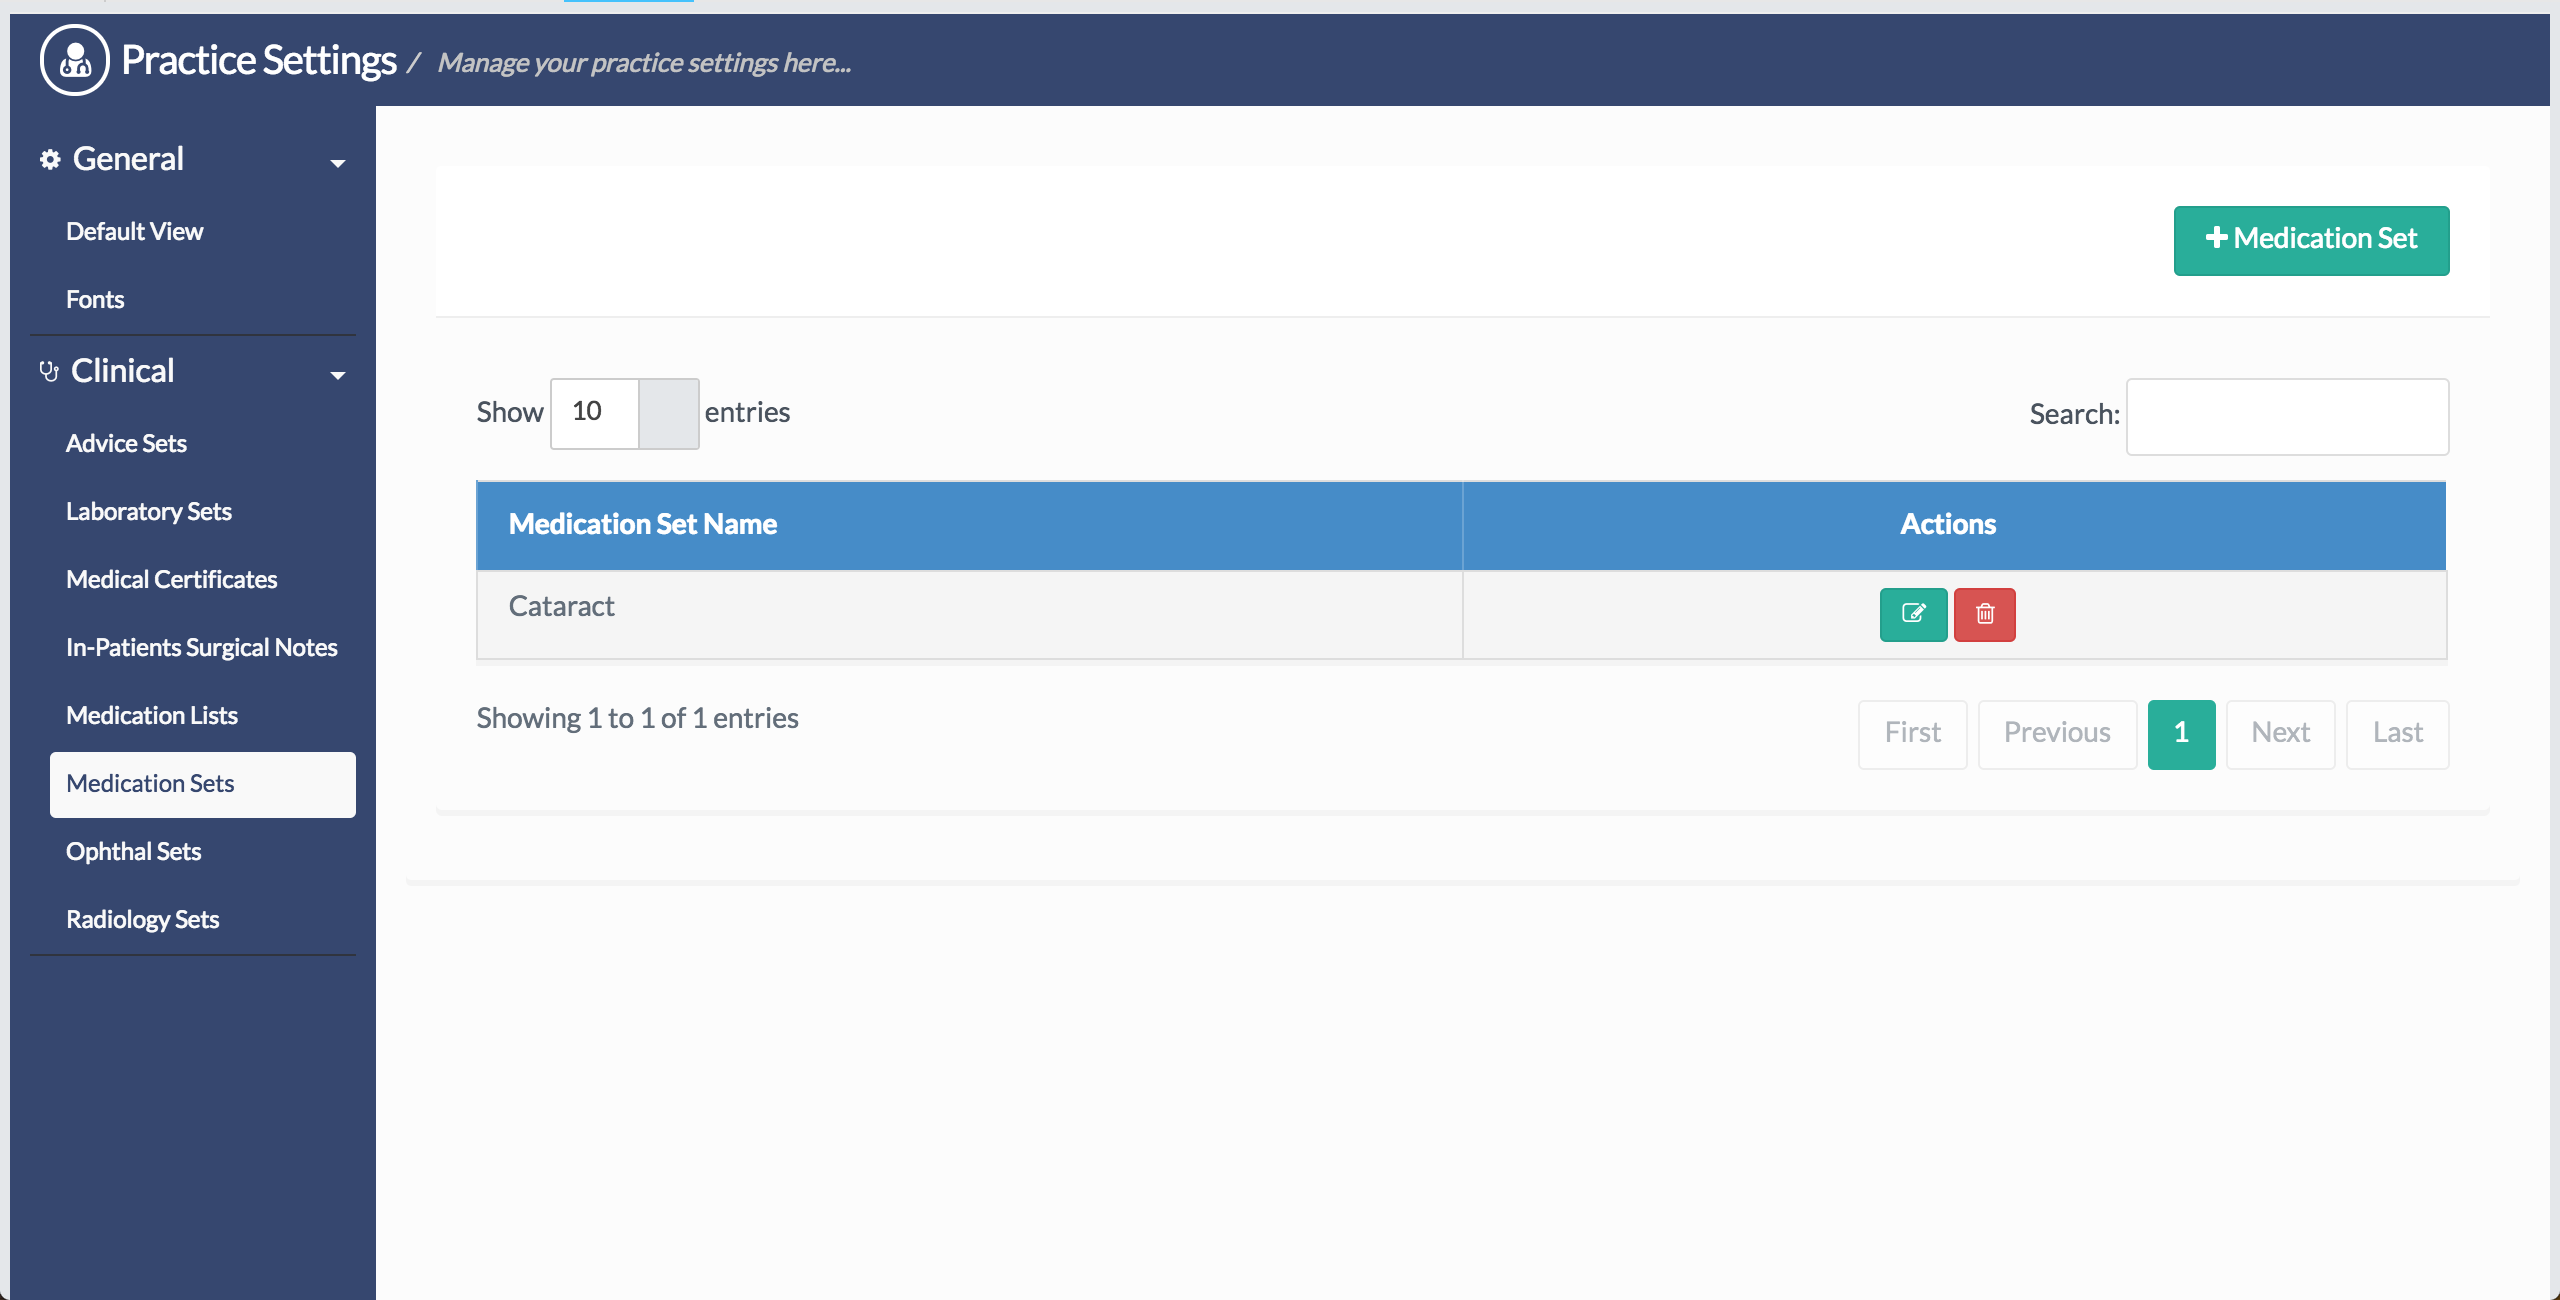 Practice Settings / Manage your practice settings here...
General
Default View
Fonts
Clinical
Advice Sets
Laboratory Sets
Medical Certificates
In-Patients Surgical Notes
Medication Lists
Medication Sets
Ophthal Sets
Radiology Sets
Medication Set
Show 10 entries
Search:
Medication Set Name Actions
Cataract
Showing 1 to 1 of 1 entries
First Previous 1 Next Last